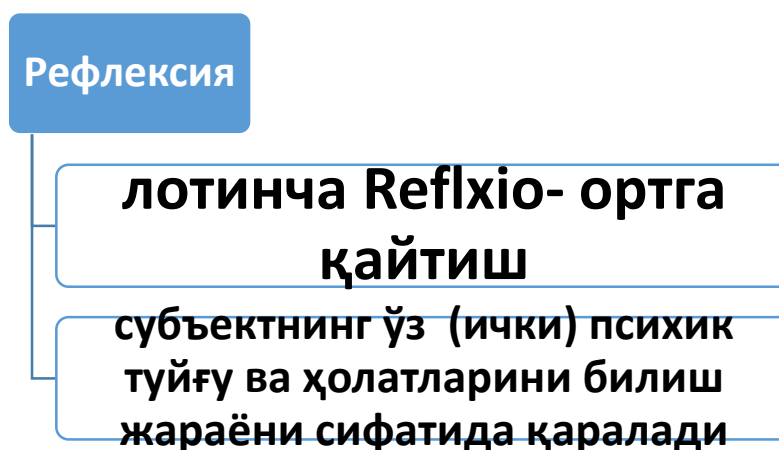 Рефлексия
лотинча Reflxio- ортга
қайтиш
субъектнинг ўз (ички) психик
туйғу ва ҳолатларини билиш
жараёни сифатида қаралади